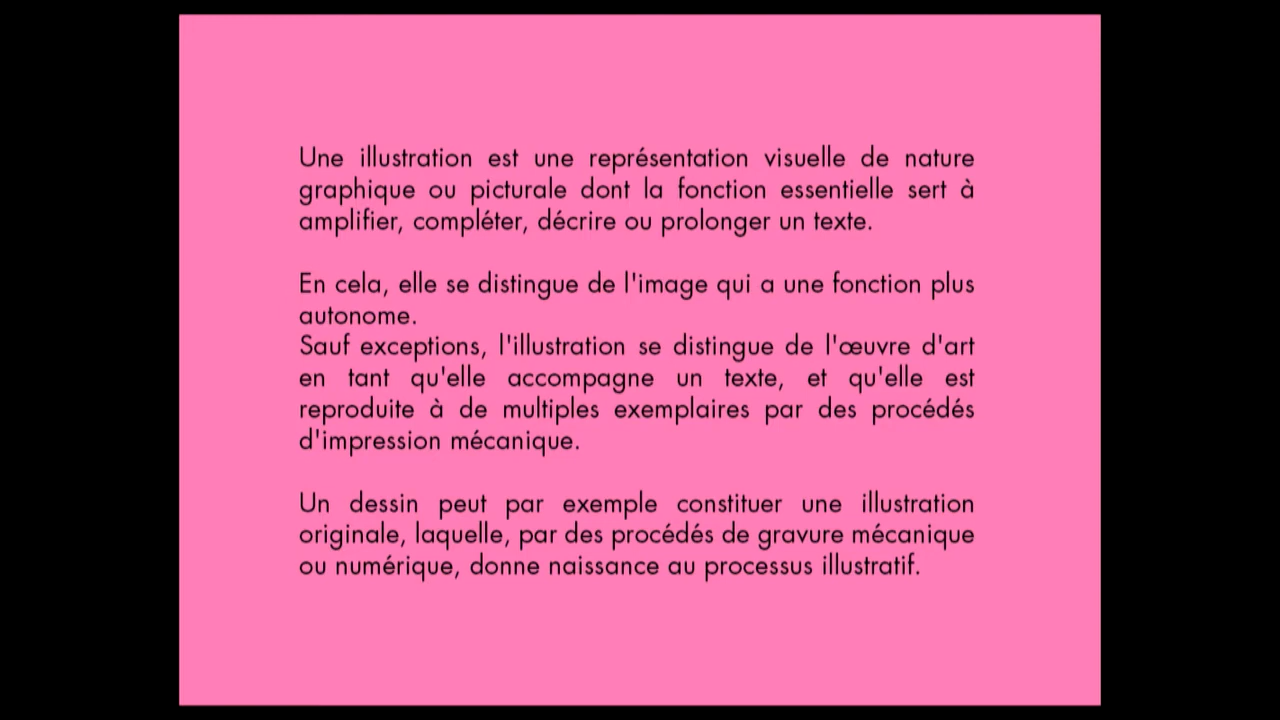 Une illustration est une représentation visuelle de nature
graphique ou picturale dont la fonction essentielle sert à
amplifier, compléter, décrire ou prolonger un texte.
En cela, elle se distingue de l'image qui a une fonction plus
autonome.
Sauf exceptions, l'illustration se distingue de l'œuvre d'art
en tant qu'elle accompagne un texte, et qu'elle est
reproduite à de multiples exemplaires par des procédés
d'impression mécanique.
Un dessin peut par exemple constituer une illustration
originale, laquelle, par des procédés de gravure mécanique
ou numérique, donne naissance au processus illustratif.